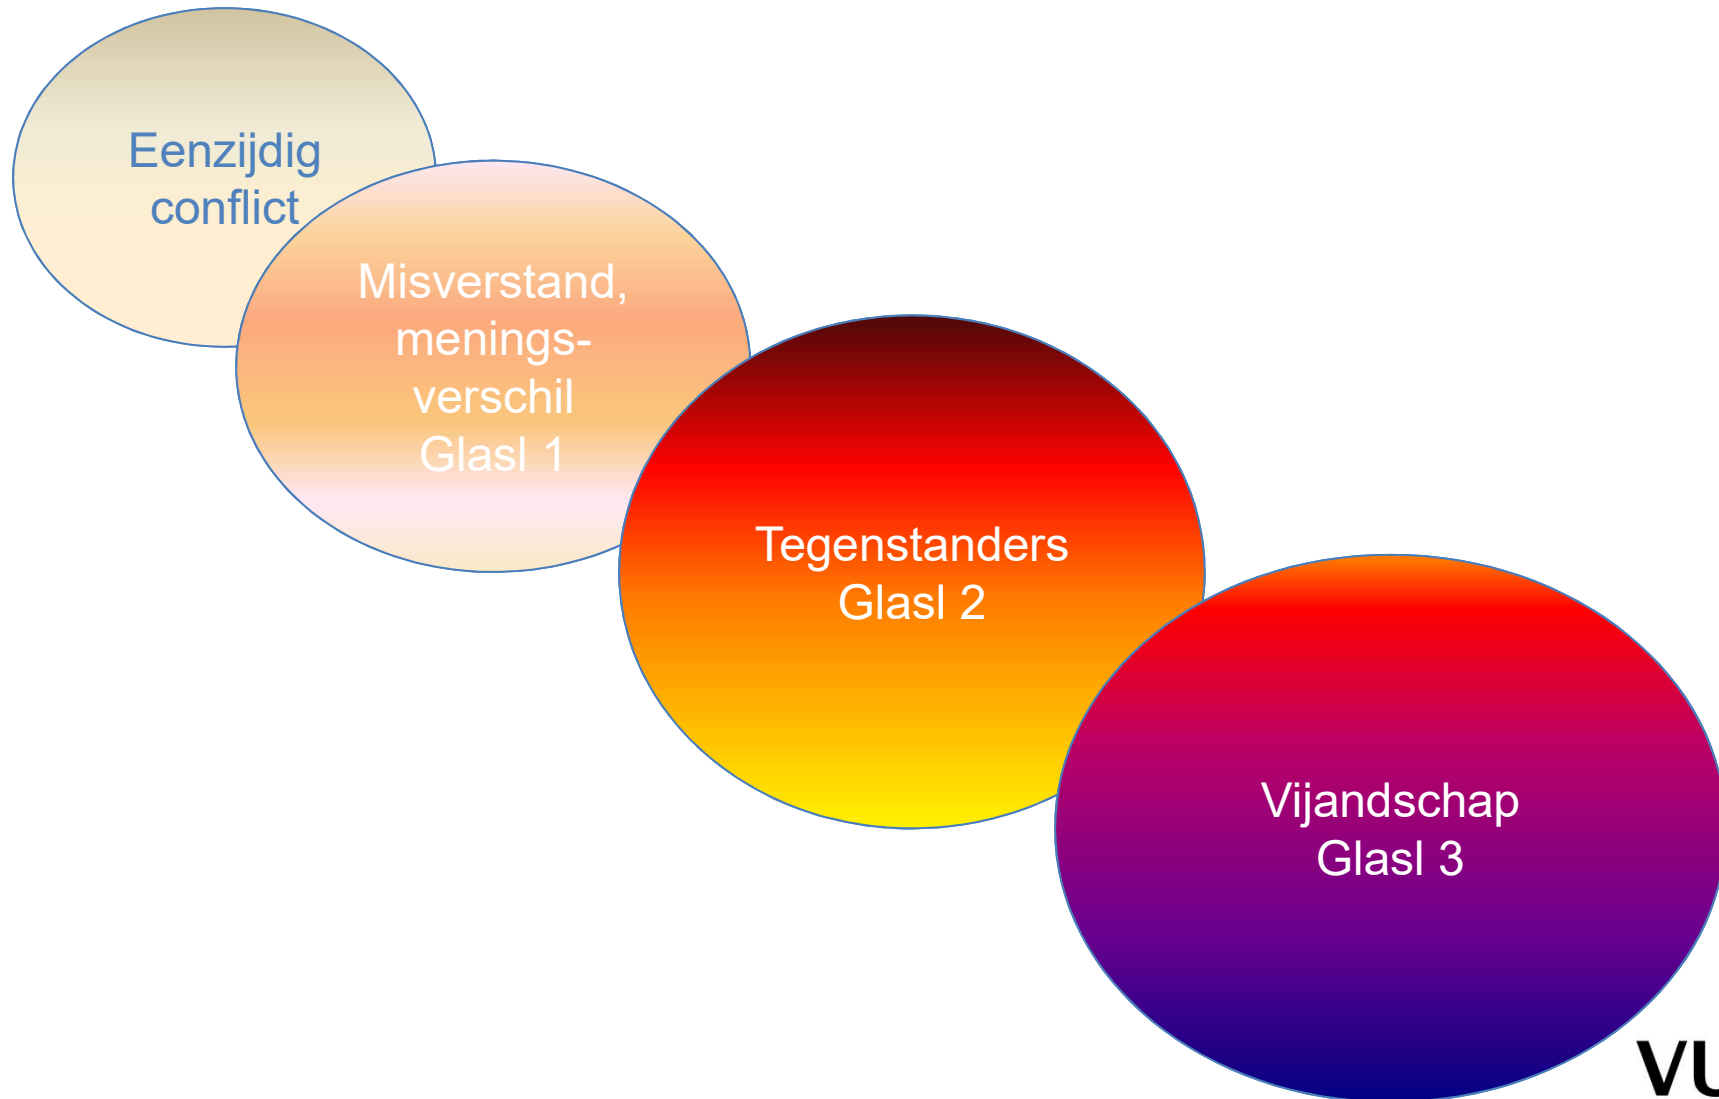 Eenzijdig
conflict
Misverstand,
menings-
verschil
Glasl 1
Tegenstanders
Glasl 2
Vijandschap
Glasl 3
VU